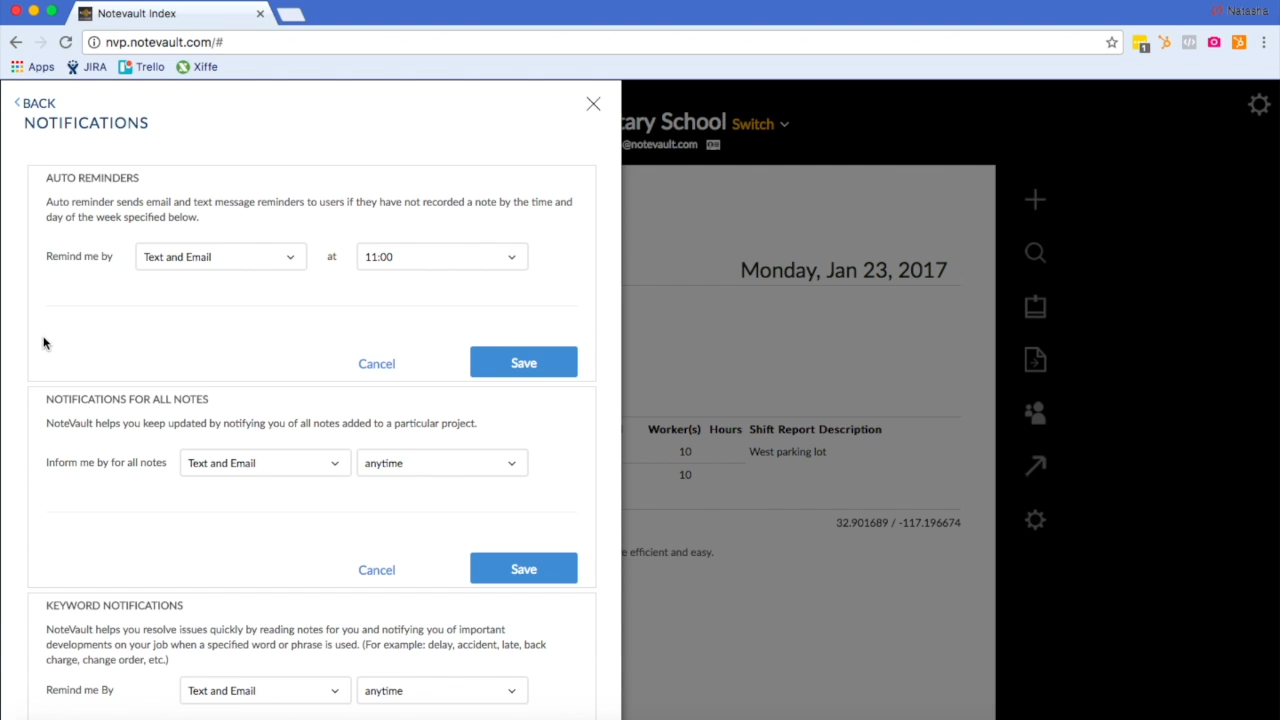 Notevault Index
Natasha
nvp.notevault.com/#
1
Apps JIRA Trello Xiffe
BACK
NOTIFICATIONS
tary School Switch
@notevault.com
AUTO REMINDERS
Auto reminder sends email and text message reminders to users if they have not recorded a note by the time and
day of the week specified below.
Remind me by Text and Email at 11:00
Cancel Save
NOTIFICATIONS FOR ALL NOTES
NoteVault helps you keep updated by notifying you of all notes added to a particular project.
Inform me by for all notes Text and Email anytime
Cancel Save
KEYWORD NOTIFICATIONS
NoteVault helps you resolve issues quickly by reading notes for you and notifying you of important
developments on your job when a specified word or phrase is used. (For example: delay, accident, late, back
charge, change order, etc.)
Remind me By Text and Email anytime
Monday, Jan 23, 2017
Worker(s) Hours Shift Report Description
10 West parking lot
10
32.901689 / -117.196674
e efficient and easy.